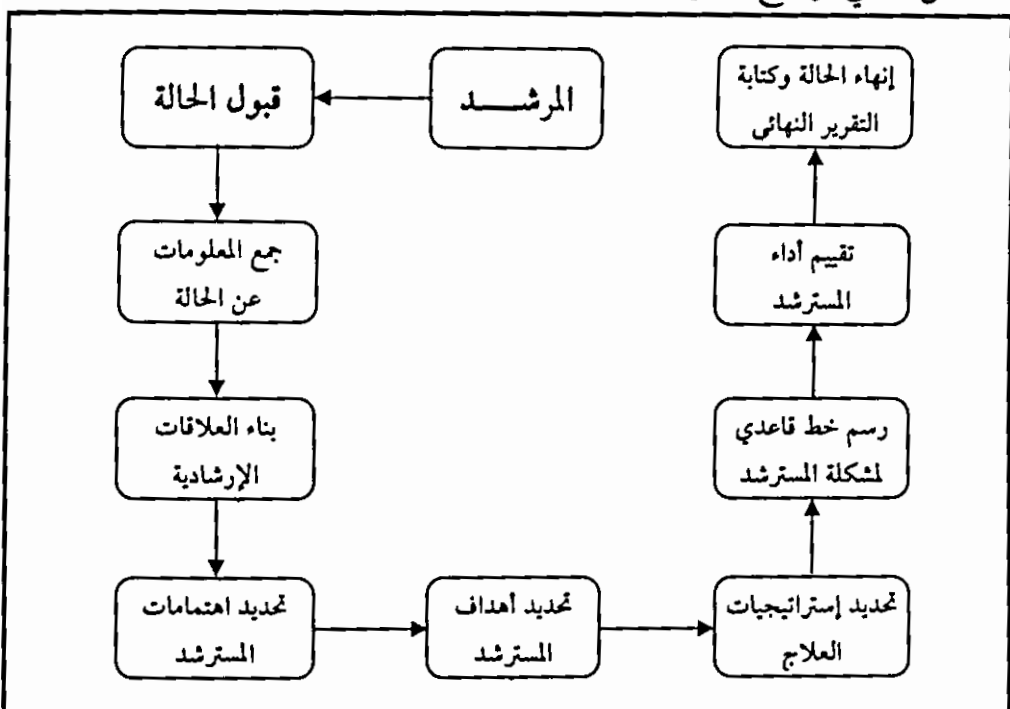 المرشـــد
قبول الحالة
جمع المعلومات
عن الحالة
بناء العلاقات
الإرشادية
تحديد اهتمامات
المسترشد
تحديد أهداف
المسترشد
تحديد إستراتيجيات
العلاج
رسم خط قاعدي
لمشكلة المسترشد
تقييم أداء
المسترشد
إنهاء الحالة وكتابة
التقرير النهائى